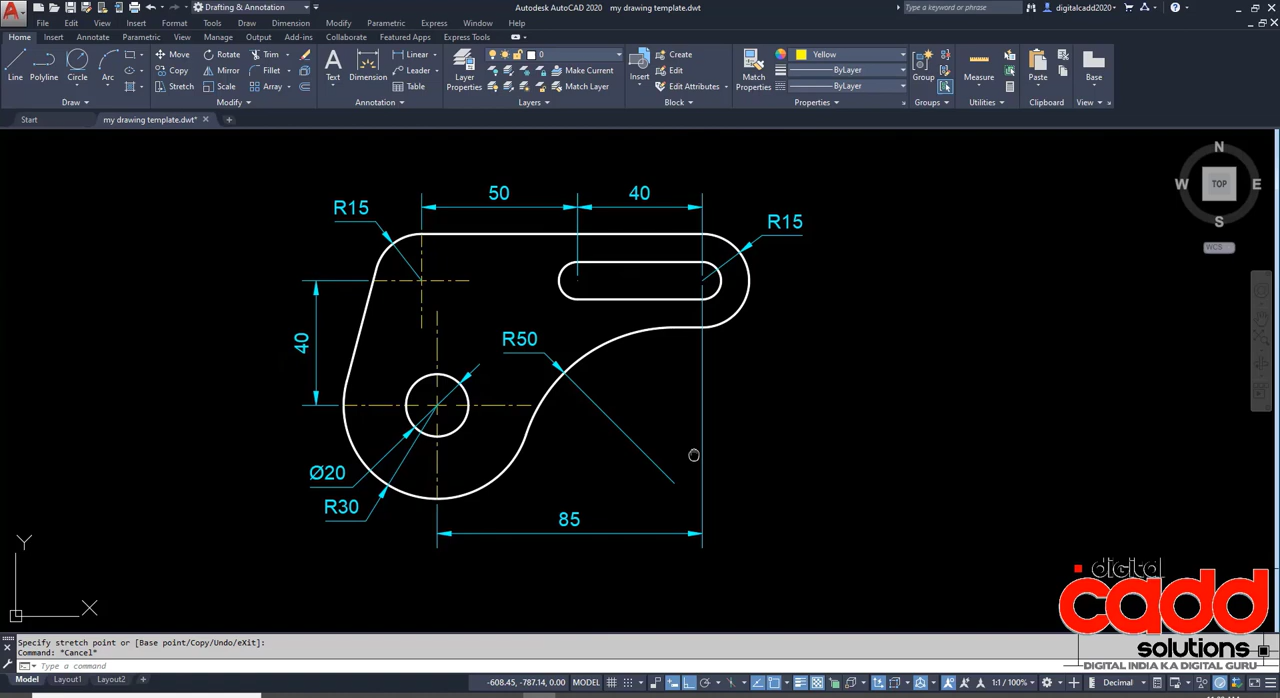 Drafting & Annotation
Autodesk AutoCAD 2020 my drawing template.dwt
Type a keyword or phrase
digitalcadd2020
File Edit View Insert Format Tools Draw Dimension Modify Parametric Express Window Help
Home Insert Annotate Parametric View Manage Output Add-ins Collaborate Featured Apps Express Tools
Line Polyline Circle Arc
Move Rotate Trim
Copy Mirror Fillet
Stretch Scale Array
Text Dimension
Linear
Leader
Table
Layer Properties
0
Make Current
Match Layer
Insert
Create
Edit
Edit Attributes
Match Properties
Yellow
ByLayer
ByLayer
Group
Measure
Paste
Base
Draw Modify Annotation Layers Block Properties Groups Utilities Clipboard View
Start my drawing template.dwt*
N
W TOP E
S
WCS
50 40
R15 R15
40
R50
Ø20
R30
85
Y
X
digital
cadd
solutions
DIGITAL INDIA KA DIGITAL GURU
Specify stretch point or [Base point/Copy/Undo/eXit]:
Command: *Cancel*
Type a command
Model Layout1 Layout2
-608.45, -787.14, 0.00 MODEL
1:1 / 100%
Decimal